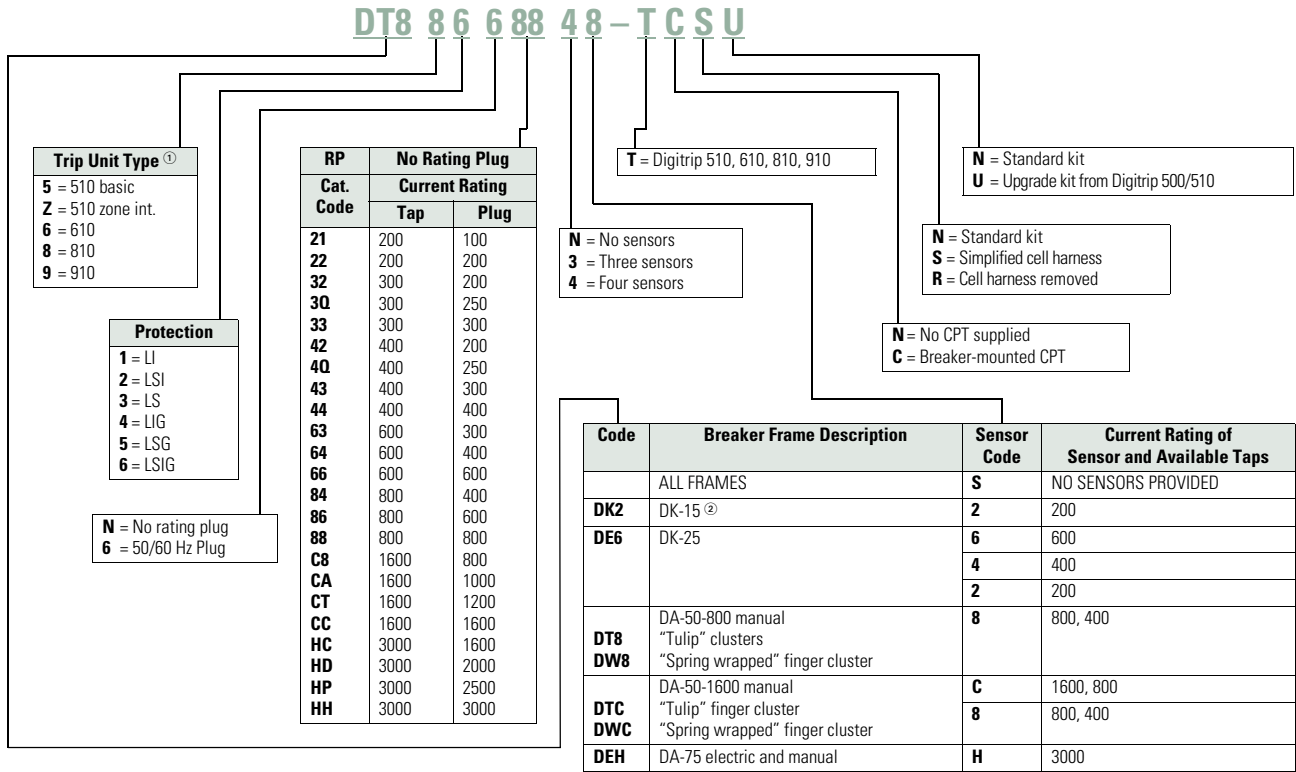 DT8 8 6 6 88 4 8 – T C S U
Trip Unit Type ①
5 = 510 basic
Z = 510 zone int.
6 = 610
8 = 810
9 = 910
Protection
1 = LI
2 = LSI
3 = LS
4 = LIG
5 = LSG
6 = LSIG
N = No rating plug
6 = 50/60 Hz Plug
RP No Rating Plug
Cat. Code Current Rating
Tap Plug
21 200 100
22 200 200
32 300 200
3Q 300 250
33 300 300
42 400 200
4Q 400 250
43 400 300
44 400 400
63 600 300
64 600 400
66 600 600
84 800 400
86 800 600
88 800 800
C8 1600 800
CA 1600 1000
CT 1600 1200
CC 1600 1600
HC 3000 1600
HD 3000 2000
HP 3000 2500
HH 3000 3000
N = No sensors
3 = Three sensors
4 = Four sensors
T = Digitrip 510, 610, 810, 910
N = Standard kit
U = Upgrade kit from Digitrip 500/510
N = Standard kit
S = Simplified cell harness
R = Cell harness removed
N = No CPT supplied
C = Breaker-mounted CPT
Code Breaker Frame Description Sensor Code Current Rating of Sensor and Available Taps
ALL FRAMES S NO SENSORS PROVIDED
DK2 DK-15 ② 2 200
DE6 DK-25 6 600
4 400
2 200
DA-50-800 manual 8 800, 400
DT8 “Tulip” clusters
DW8 “Spring wrapped” finger cluster
DA-50-1600 manual C 1600, 800
DTC “Tulip” finger cluster 8 800, 400
DWC “Spring wrapped” finger cluster
DEH DA-75 electric and manual H 3000